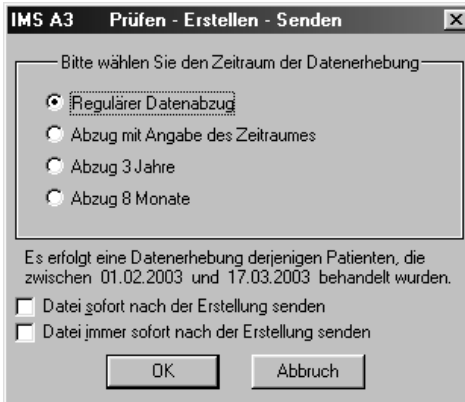 IMS A3 Prüfen - Erstellen - Senden
Bitte wählen Sie den Zeitraum der Datenerhebung
Regulärer Datenabzug
Abzug mit Angabe des Zeitraumes
Abzug 3 Jahre
Abzug 8 Monate
Es erfolgt eine Datenerhebung derjenigen Patienten, die
zwischen 01.02.2003 und 17.03.2003 behandelt wurden.
Datei sofort nach der Erstellung senden
Datei immer sofort nach der Erstellung senden
OK Abbruch